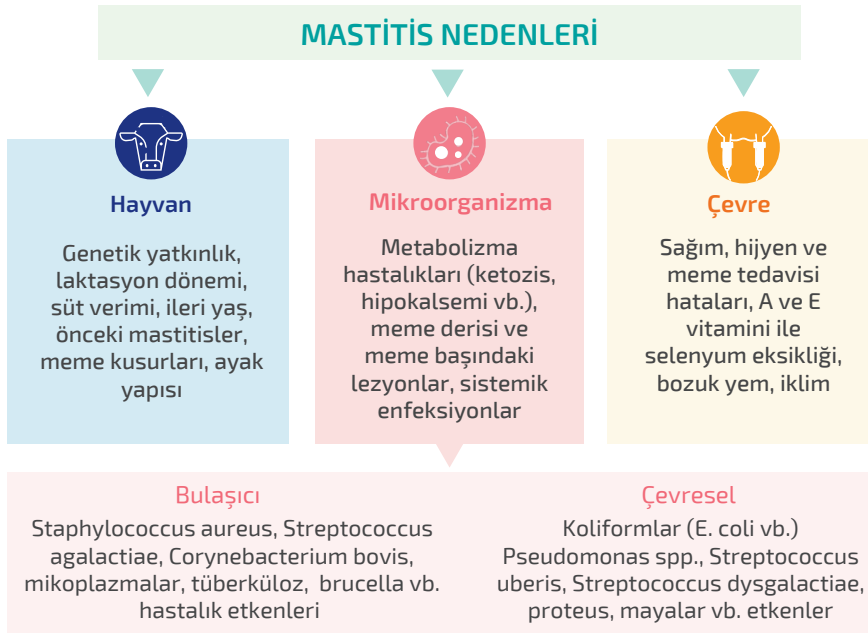 MASTİTİS NEDENLERİ
Hayvan
Genetik yatkınlık,
laktasyon dönemi,
süt verimi, ileri yaş,
önceki mastitisler,
meme kusurları, ayak
yapısı
Mikroorganizma
Metabolizma
hastalıkları (ketozis,
hipokalsemi vb.),
meme derisi ve
meme başındaki
lezyonlar, sistemik
enfeksiyonlar
Çevre
Sağım, hijyen ve
meme tedavisi
hataları, A ve E
vitamini ile
selenyum eksikliği,
bozuk yem, iklim
Bulaşıcı
Staphylococcus aureus, Streptococcus
agalactiae, Corynebacterium bovis,
mikoplazmalar, tüberküloz, brucella vb.
hastalık etkenleri
Çevresel
Koliformlar (E. coli vb.)
Pseudomonas spp., Streptococcus
uberis, Streptococcus dysgalactiae,
proteus, mayalar vb. etkenler